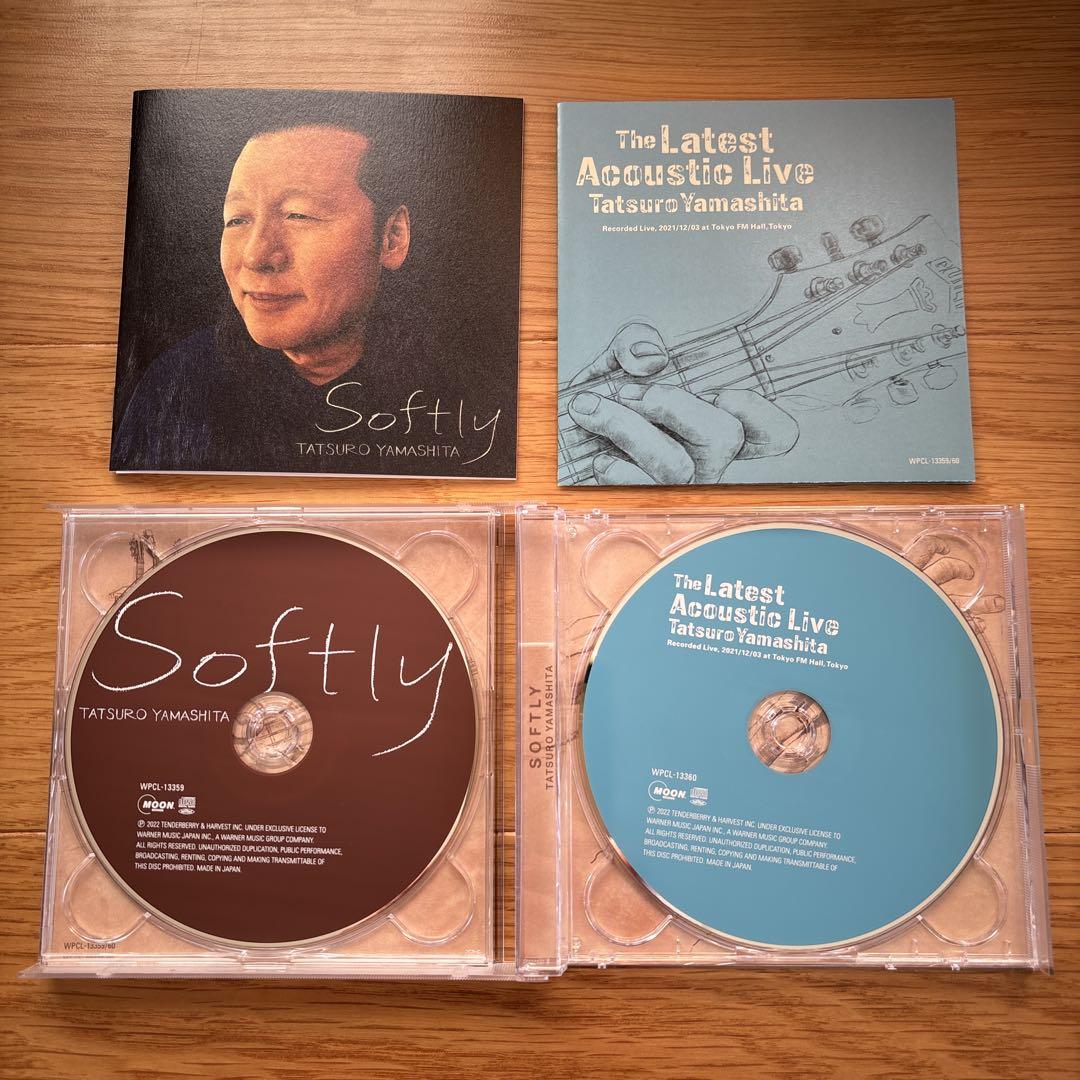 Softly
TATSURO YAMASHITA
The Latest
Acoustic Live
Tatsuro Yamashita
Recorded Live, 2021/12/03 at Tokyo FM Hall, Tokyo
WPCL-13359/60
Softly
TATSURO YAMASHITA
WPCL-13359
MOON
℗ 2022 TENDERBERRY & HARVEST INC. UNDER EXCLUSIVE LICENSE TO
WARNER MUSIC JAPAN INC., A WARNER MUSIC GROUP COMPANY.
ALL RIGHTS RESERVED. UNAUTHORIZED DUPLICATION, PUBLIC PERFORMANCE,
BROADCASTING, RENTING, COPYING AND MAKING TRANSMITTABLE OF
THIS DISC PROHIBITED. MADE IN JAPAN.
WPCL-13359/60
SOFTLY
TATSURO YAMASHITA
The Latest
Acoustic Live
Tatsuro Yamashita
Recorded Live, 2021/12/03 at Tokyo FM Hall, Tokyo
WPCL-13360
MOON
℗ 2022 TENDERBERRY & HARVEST INC. UNDER EXCLUSIVE LICENSE TO
WARNER MUSIC JAPAN INC., A WARNER MUSIC GROUP COMPANY.
ALL RIGHTS RESERVED. UNAUTHORIZED DUPLICATION, PUBLIC PERFORMANCE,
BROADCASTING, RENTING, COPYING AND MAKING TRANSMITTABLE OF
THIS DISC PROHIBITED. MADE IN JAPAN.